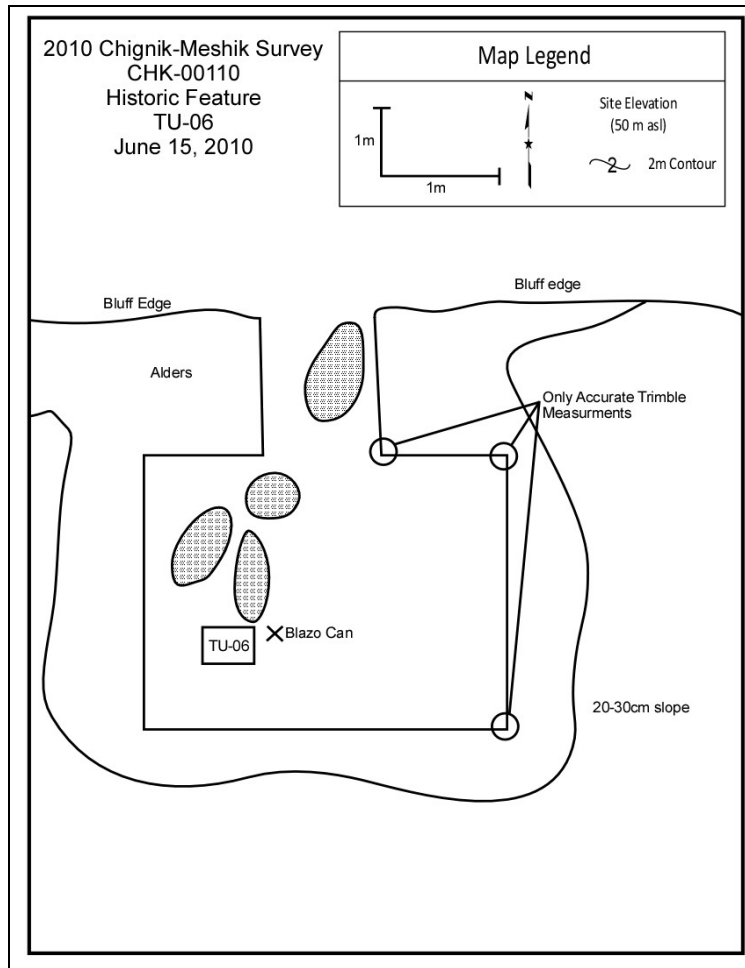 2010 Chignik-Meshik Survey
CHK-00110
Historic Feature
TU-06
June 15, 2010
Map Legend
N
Site Elevation
(50 m asl)
1m
2
2m Contour
1m
Bluff Edge
Bluff edge
Alders
Only Accurate Trimble
Measurments
Blazo Can
TU-06
20-30cm slope